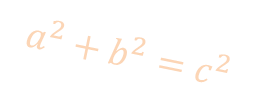 a² + b² = c²